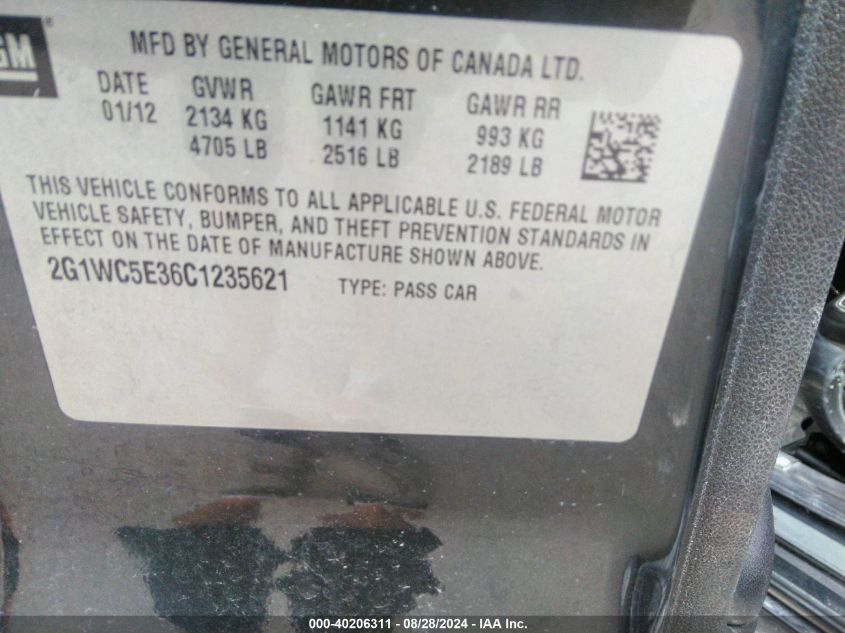 GM
MFD BY GENERAL MOTORS OF CANADA LTD.
DATE GVWR GAWR FRT GAWR RR
01/12 2134 KG 1141 KG 993 KG
4705 LB 2516 LB 2189 LB
THIS VEHICLE CONFORMS TO ALL APPLICABLE U.S. FEDERAL MOTOR
VEHICLE SAFETY, BUMPER, AND THEFT PREVENTION STANDARDS IN
EFFECT ON THE DATE OF MANUFACTURE SHOWN ABOVE.
2G1WC5E36C1235621 TYPE: PASS CAR
000-40206311 - 08/28/2024 - IAA Inc.